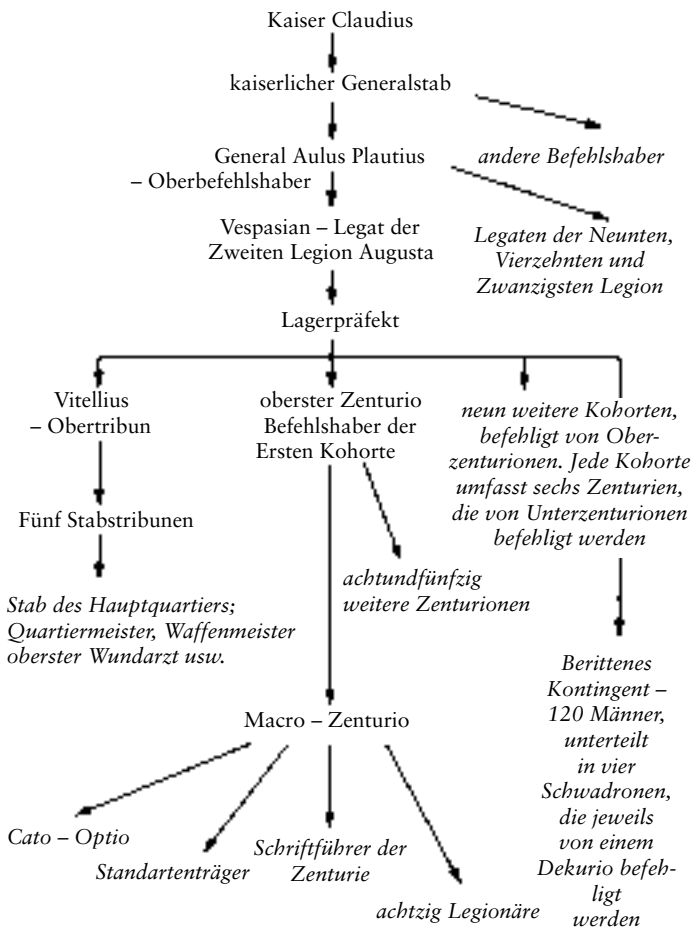 Kaiser Claudius
kaiserlicher Generalstab
General Aulus Plautius
– Oberbefehlshaber
andere Befehlshaber
Vespasian – Legat der
Zweiten Legion Augusta
Legaten der Neunten,
Vierzehnten und
Zwanzigsten Legion
Lagerpräfekt
Vitellius
– Obertribun
oberster Zenturio
Befehlshaber der
Ersten Kohorte
neun weitere Kohorten,
befehligt von Ober-
zenturionen. Jede Kohorte
umfasst sechs Zenturien,
die von Unterzenturionen
befehligt werden
Fünf Stabstribunen
achtundfünfzig
weitere Zenturionen
Stab des Hauptquartiers;
Quartiermeister, Waffenmeister
oberster Wundarzt usw.
Berittenes
Kontingent –
120 Männer,
unterteilt
in vier
Schwadronen,
die jeweils
von einem
Dekurio befeh-
ligt
werden
Macro – Zenturio
Cato – Optio
Standartenträger
Schriftführer der
Zenturie
achtzig Legionäre